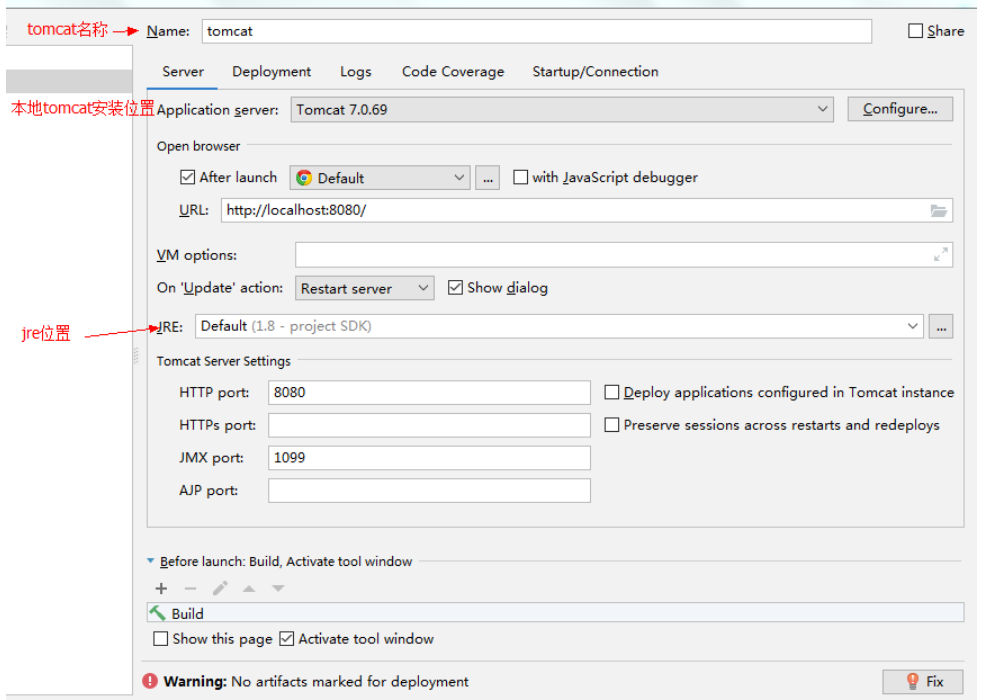 tomcat名称 Name: tomcat Share
Server Deployment Logs Code Coverage Startup/Connection
本地tomcat安装位置 Application server: Tomcat 7.0.69 Configure...
Open browser
After launch Default ... with JavaScript debugger
URL: http://localhost:8080/
VM options:
On 'Update' action: Restart server Show dialog
jre位置 JRE: Default (1.8 - project SDK) ...
Tomcat Server Settings
HTTP port: 8080 Deploy applications configured in Tomcat instance
HTTPs port: Preserve sessions across restarts and redeploys
JMX port: 1099
AJP port:
Before launch: Build, Activate tool window
Build
Show this page Activate tool window
Warning: No artifacts marked for deployment Fix